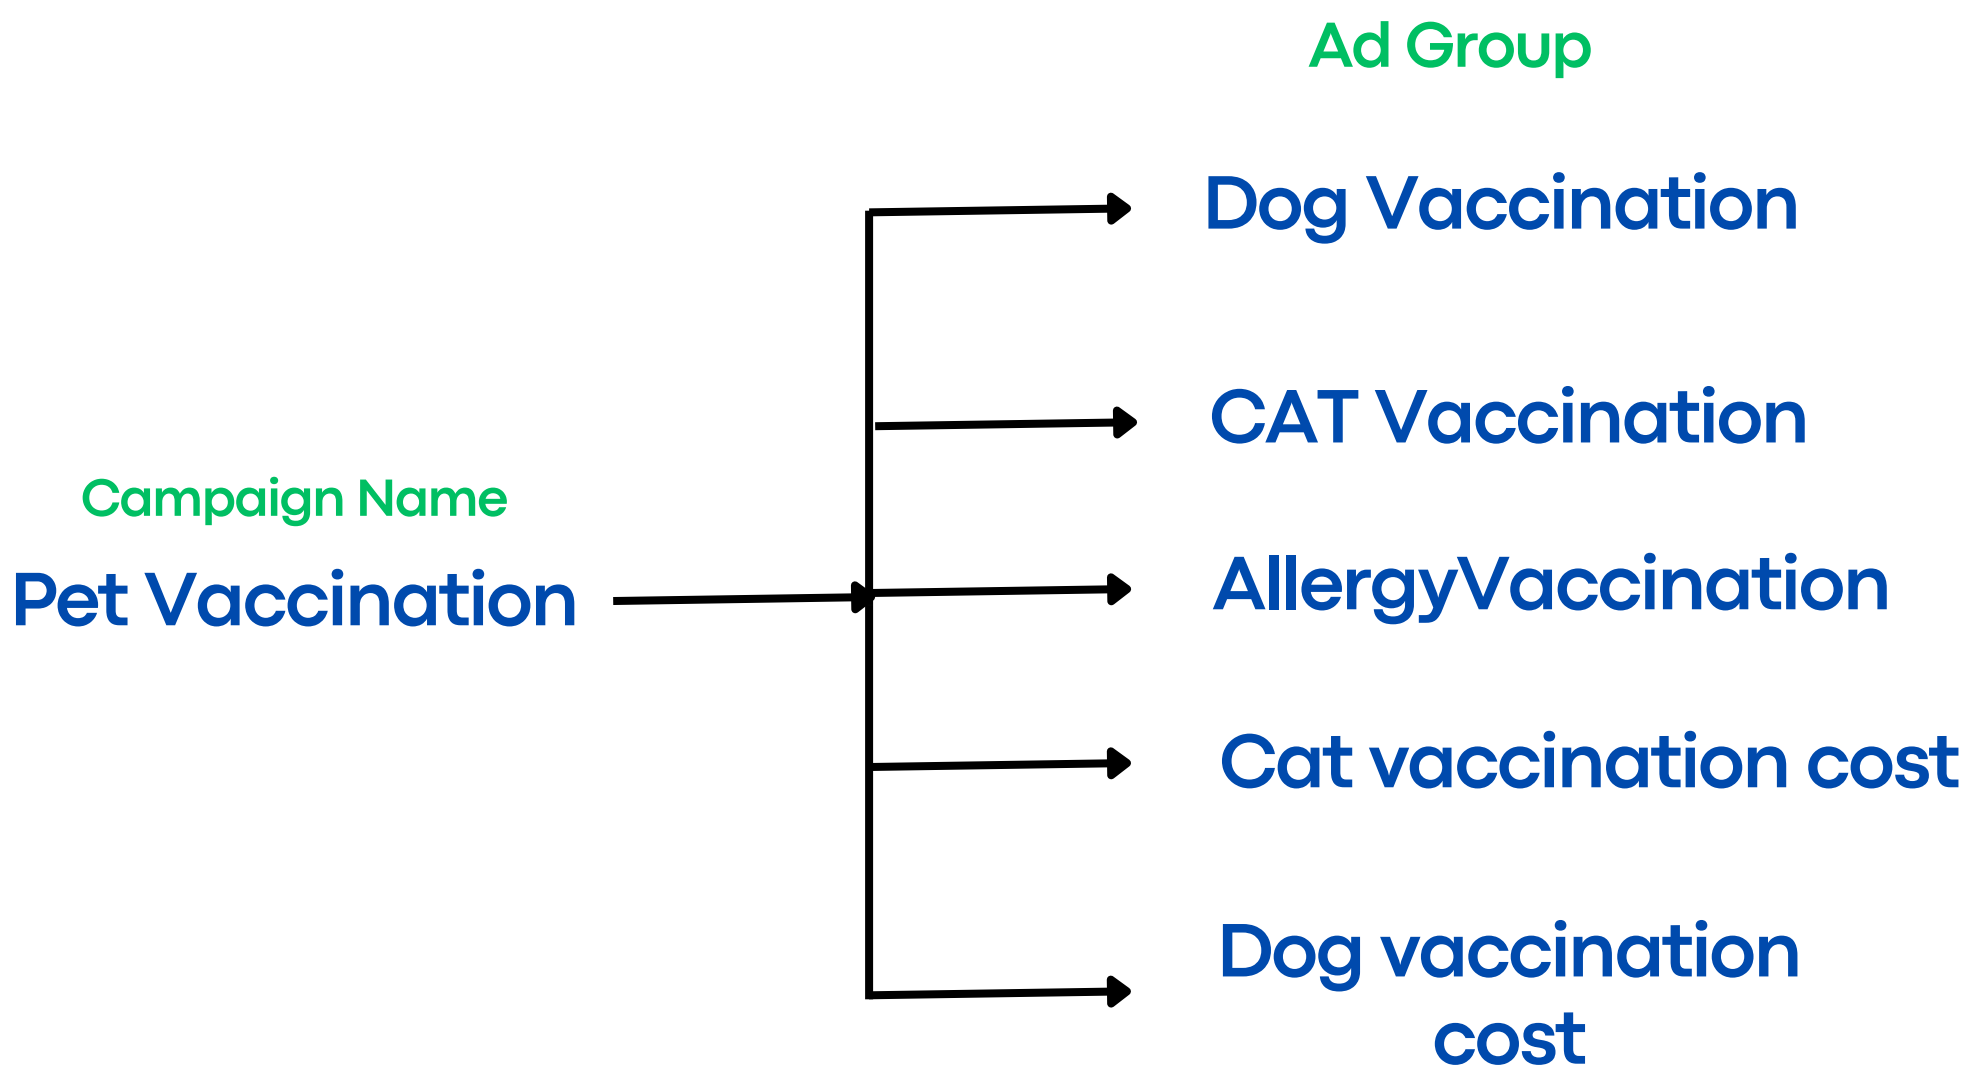 Ad Group
Dog Vaccination
CAT Vaccination
Campaign Name
Pet Vaccination
AllergyVaccination
Cat vaccination cost
Dog vaccination
cost